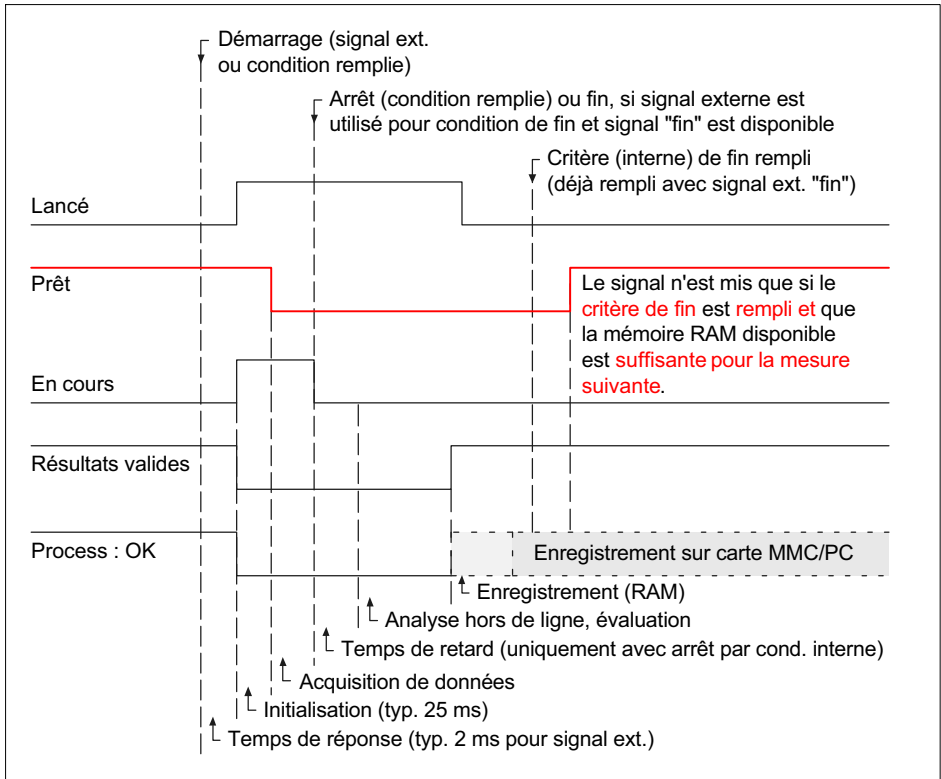 Démarrage (signal ext.
ou condition remplie)
Arrêt (condition remplie) ou fin, si signal externe est
utilisé pour condition de fin et signal "fin" est disponible
Critère (interne) de fin rempli
(déjà rempli avec signal ext. "fin")
Lancé
Prêt
Le signal n'est mis que si le
critère de fin est rempli et que
la mémoire RAM disponible
est suffisante pour la mesure
suivante.
En cours
Résultats valides
Process : OK
Enregistrement sur carte MMC/PC
Enregistrement (RAM)
Analyse hors de ligne, évaluation
Temps de retard (uniquement avec arrêt par cond. interne)
Acquisition de données
Initialisation (typ. 25 ms)
Temps de réponse (typ. 2 ms pour signal ext.)